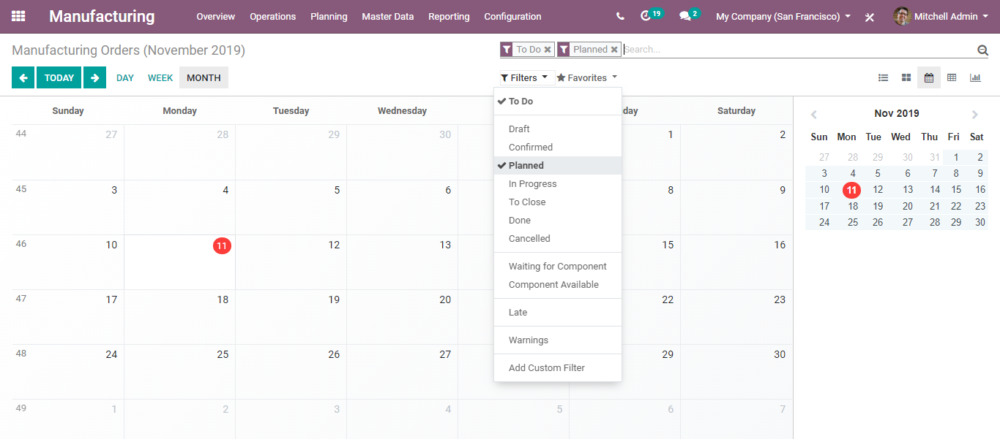 Manufacturing Overview Operations Planning Master Data Reporting Configuration 19 2 My Company (San Francisco) Mitchell Admin
Manufacturing Orders (November 2019) To Do Planned Search...
TODAY DAY WEEK MONTH Filters Favorites
Sunday Monday Tuesday Wednesday day Saturday
44 27 28 29 30 1 2
45 3 4 5 6 8 9
46 10 11 12 13 15 16
47 17 18 19 20 22 23
48 24 25 26 27 29 30
49 1 2 3 4 5 6 7
To Do
Draft
Confirmed
Planned
In Progress
To Close
Done
Cancelled
Waiting for Component
Component Available
Late
Warnings
Add Custom Filter
Nov 2019
Sun Mon Tue Wed Thu Fri Sat
27 28 29 30 31 1 2
3 4 5 6 7 8 9
10 11 12 13 14 15 16
17 18 19 20 21 22 23
24 25 26 27 28 29 30